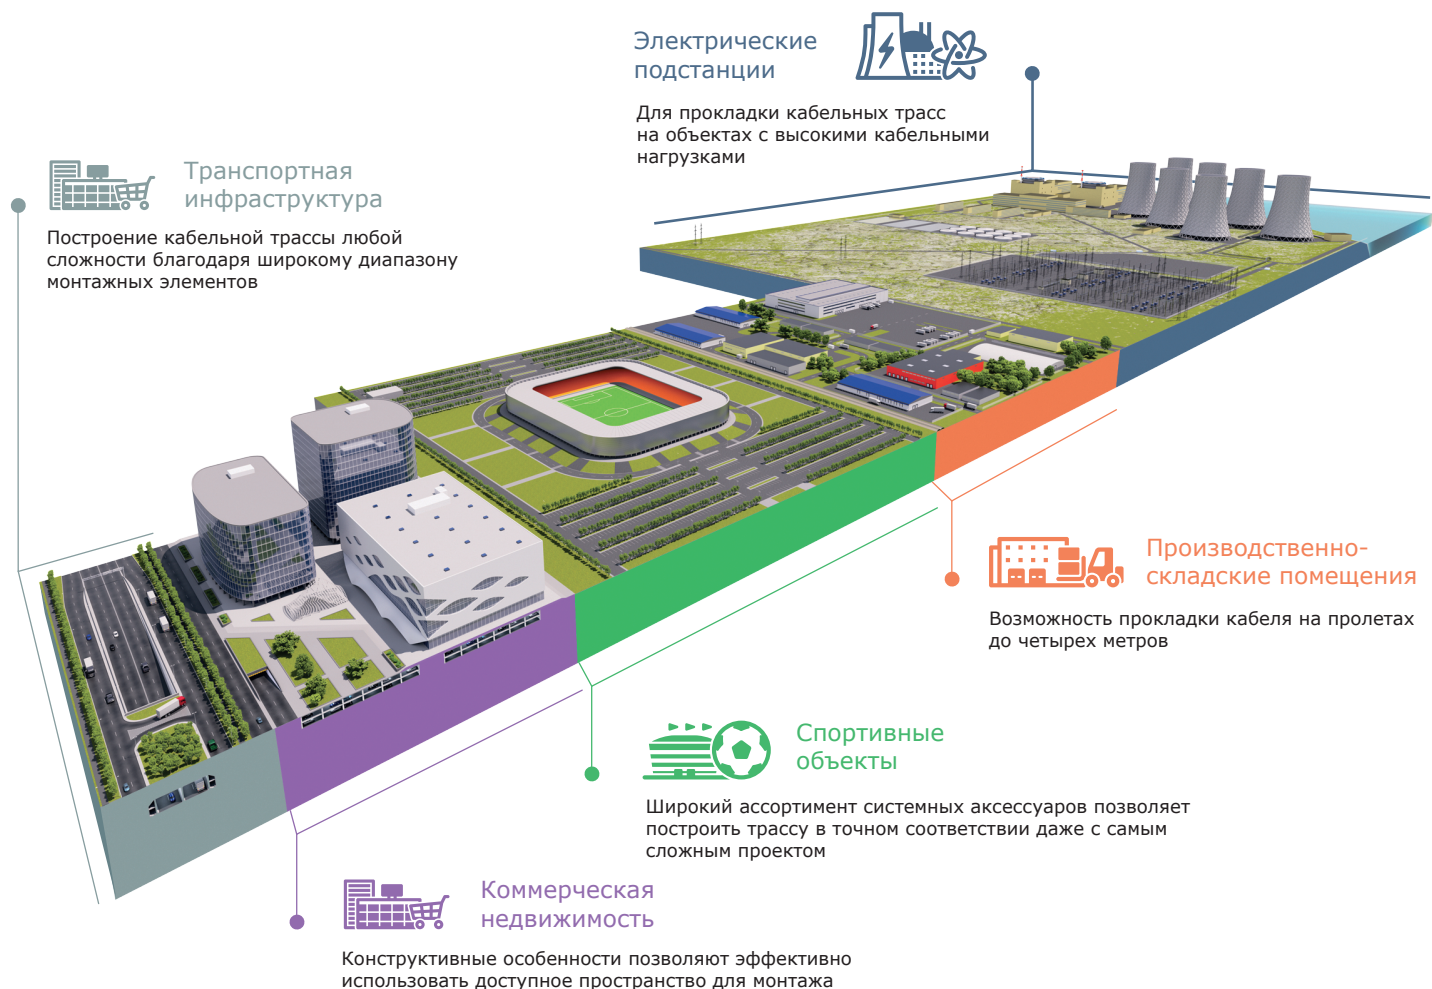 Электрические
подстанции
Для прокладки кабельных трасс
на объектах с высокими кабельными
нагрузками
Транспортная
инфраструктура
Построение кабельной трассы любой
сложности благодаря широкому диапазону
монтажных элементов
Производственно-
складские помещения
Возможность прокладки кабеля на пролетах
до четырех метров
Спортивные
объекты
Широкий ассортимент системных аксессуаров позволяет
построить трассу в точном соответствии даже с самым
сложным проектом
Коммерческая
недвижимость
Конструктивные особенности позволяют эффективно
использовать доступное пространство для монтажа